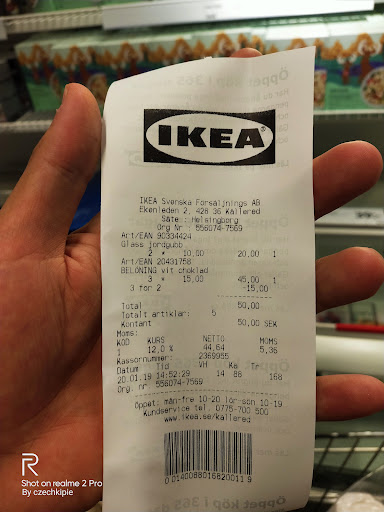 IKEA
IKEA Svenska Försäljnings AB
Ekenleden 2, 428 36 Kållered
Säte : Helsingborg
Org Nr : 556074-7569
Art/EAN 90334424
Glass jordgubb
2 * 10,00 20,00 1
Art/EAN 20431758
BELÖNING vit choklad
3 * 15,00 45,00 1
3 för 2 -15,00
Total 50,00
Totalt artiklar: 5
Kontant 50,00 SEK
Moms:
KOD KURS NETTO MOMS
1 12,0 % 44,64 5,36
Kassornummer: 2369955
Datum Tid VH Ka Tr
20.01.19 14:52:29 14 86 168
Org. nr 556074-7569
Öppet: mån-fre 10-20 lör-sön 10-19
Kundservice tel. 0775-700 500
www.ikea.se/kallered
0 014008801682001 1 9
Shot on realme 2 Pro
By czechkipie